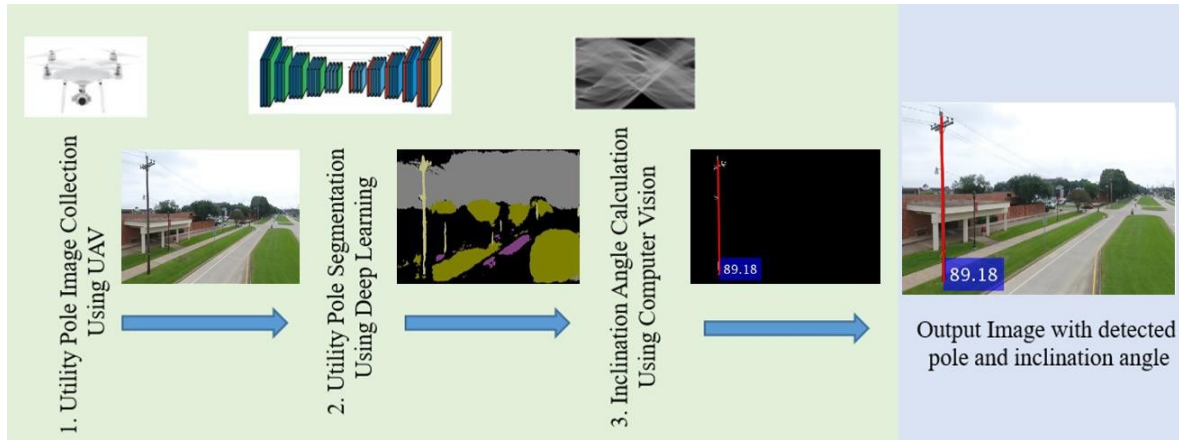 1. Utility Pole Image Collection
Using UAV
2. Utility Pole Segmentation
Using Deep Learning
3. Inclination Angle Calculation
Using Computer Vision
89.18
89.18
Output Image with detected
pole and inclination angle